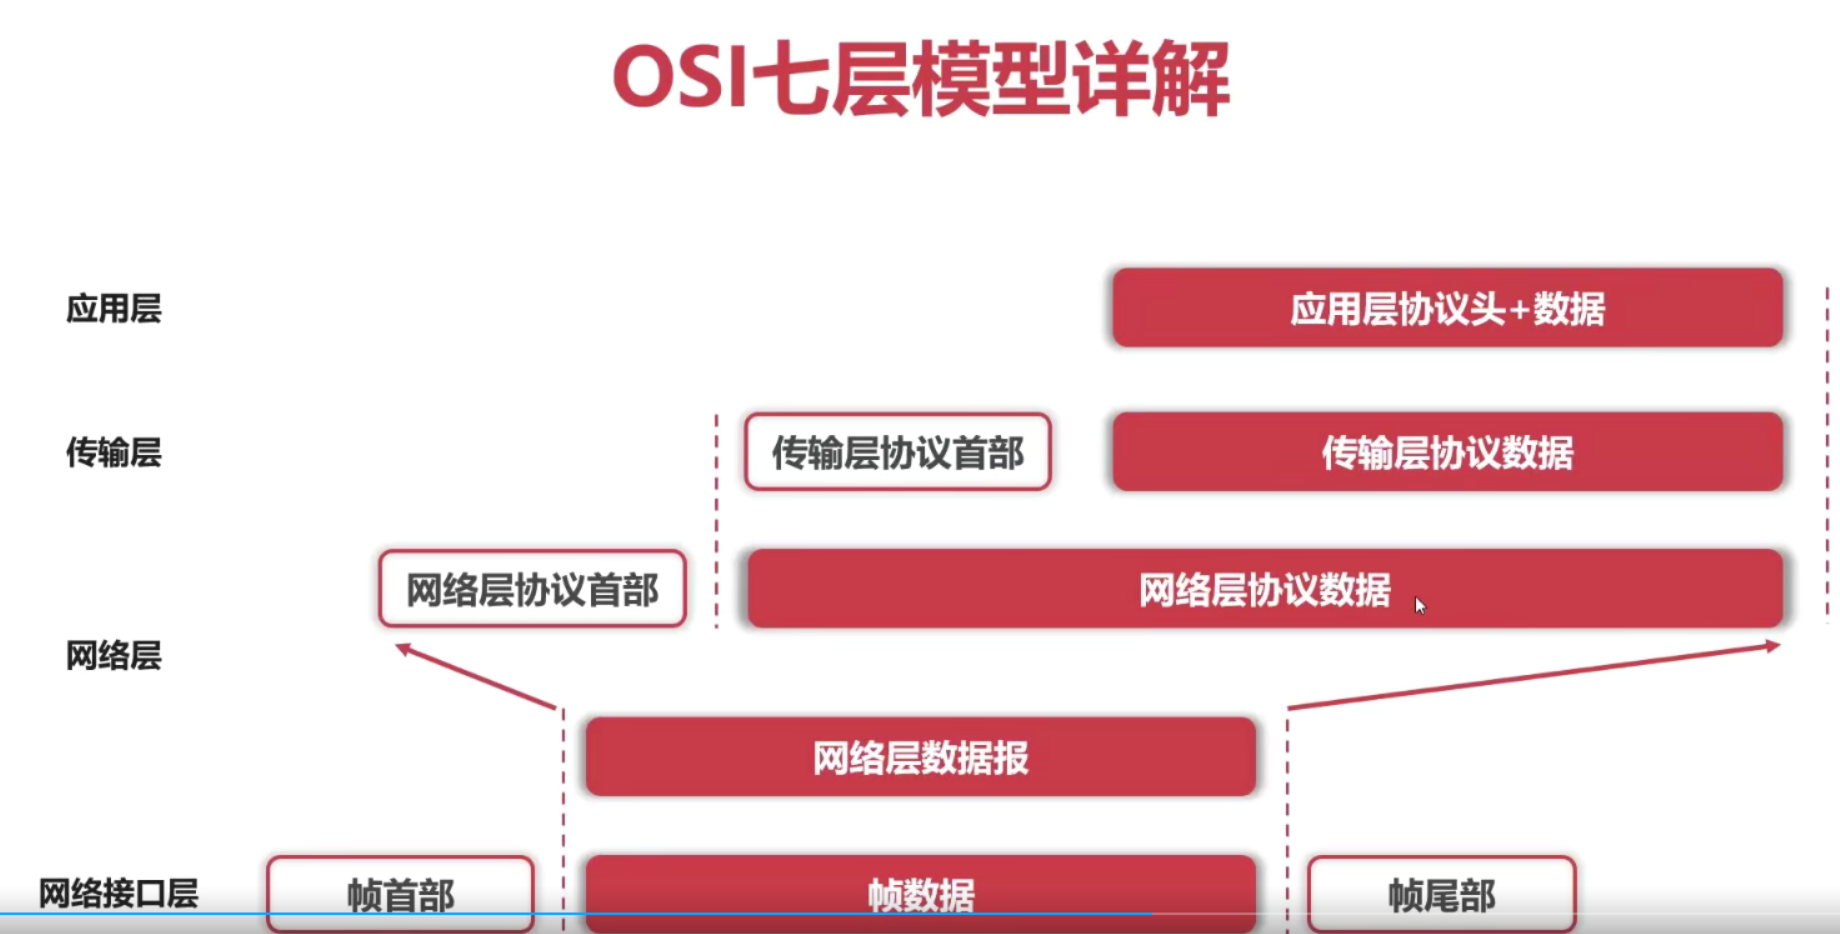 OSI七层模型详解
应用层
应用层协议头+数据
传输层
传输层协议首部
传输层协议数据
网络层协议首部
网络层协议数据
网络层
网络层数据报
网络接口层
帧首部
帧数据
帧尾部